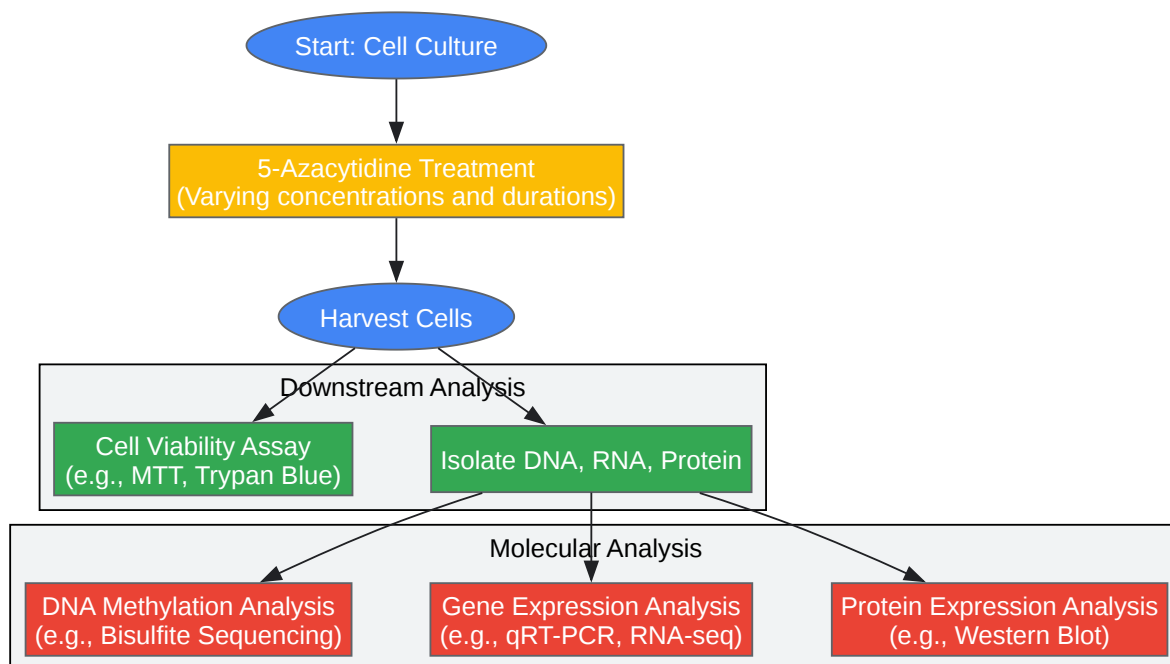 Start: Cell Culture
5-Azacytidine Treatment
(Varying concentrations and durations)
Harvest Cells
Downstream Analysis
Cell Viability Assay
(e.g., MTT, Trypan Blue)
Isolate DNA, RNA, Protein
Molecular Analysis
DNA Methylation Analysis
(e.g., Bisulfite Sequencing)
Gene Expression Analysis
(e.g., qRT-PCR, RNA-seq)
Protein Expression Analysis
(e.g., Western Blot)